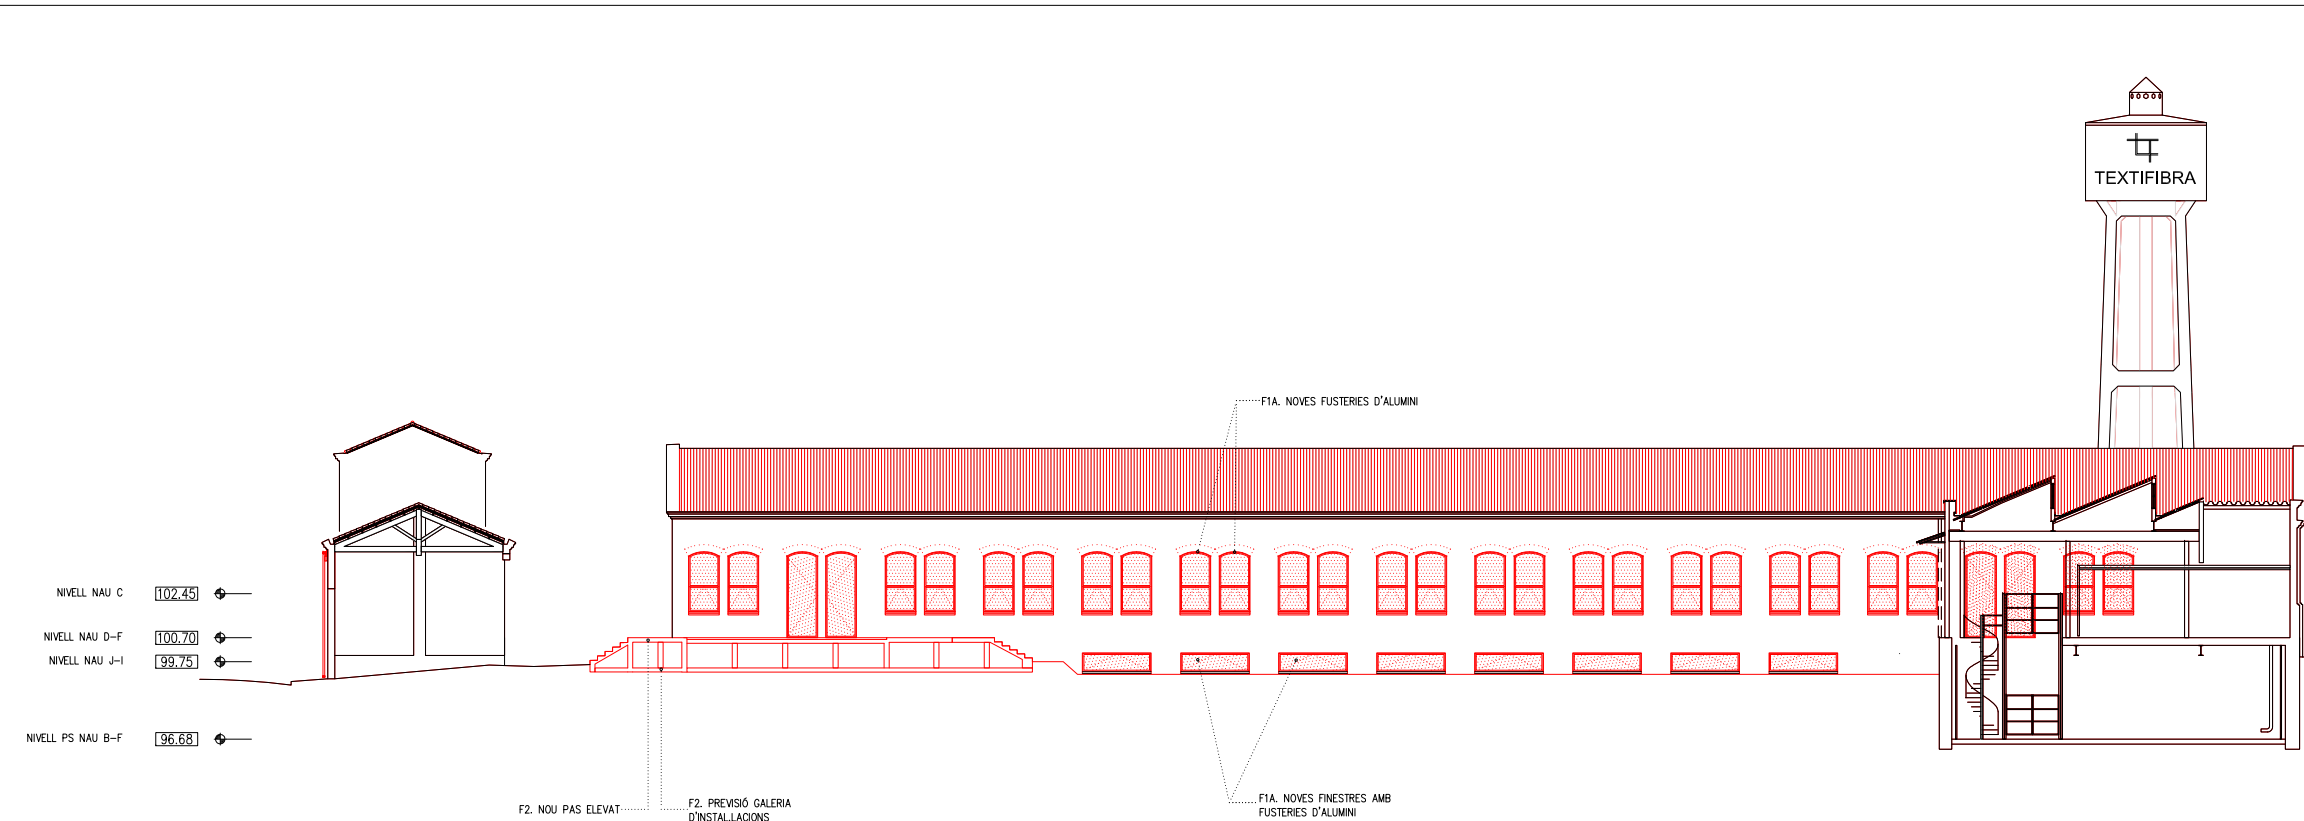 TEXTIFIBRA
F1A. NOVES FUSTERIES D'ALUMINI
NIVELL NAU C 102.45
NIVELL NAU D-F 100.70
NIVELL NAU J-I 99.75
NIVELL PS NAU B-F 96.68
F2. NOU PAS ELEVAT
F2. PREVISIÓ GALERIA
D'INSTAL.LACIONS
F1A. NOVES FINESTRES AMB
FUSTERIES D'ALUMINI